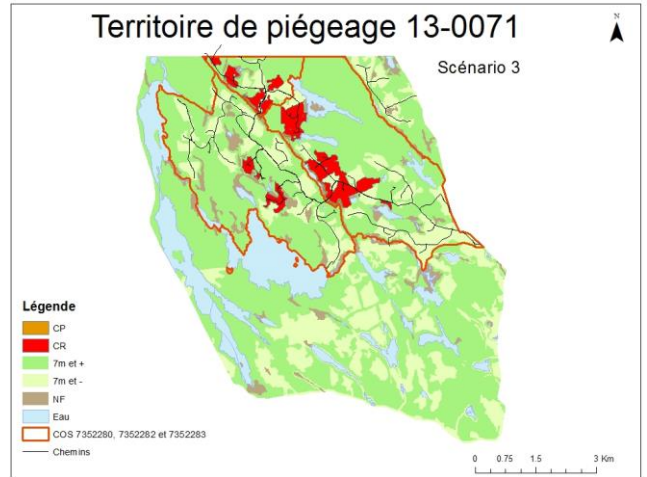 Territoire de piégeage 13-0071
N
Scénario 3
Légende
CP
CR
7m et +
7m et -
NF
Eau
COS 7352280, 7352282 et 7352283
Chemins
0 0.75 1.5 3 Km